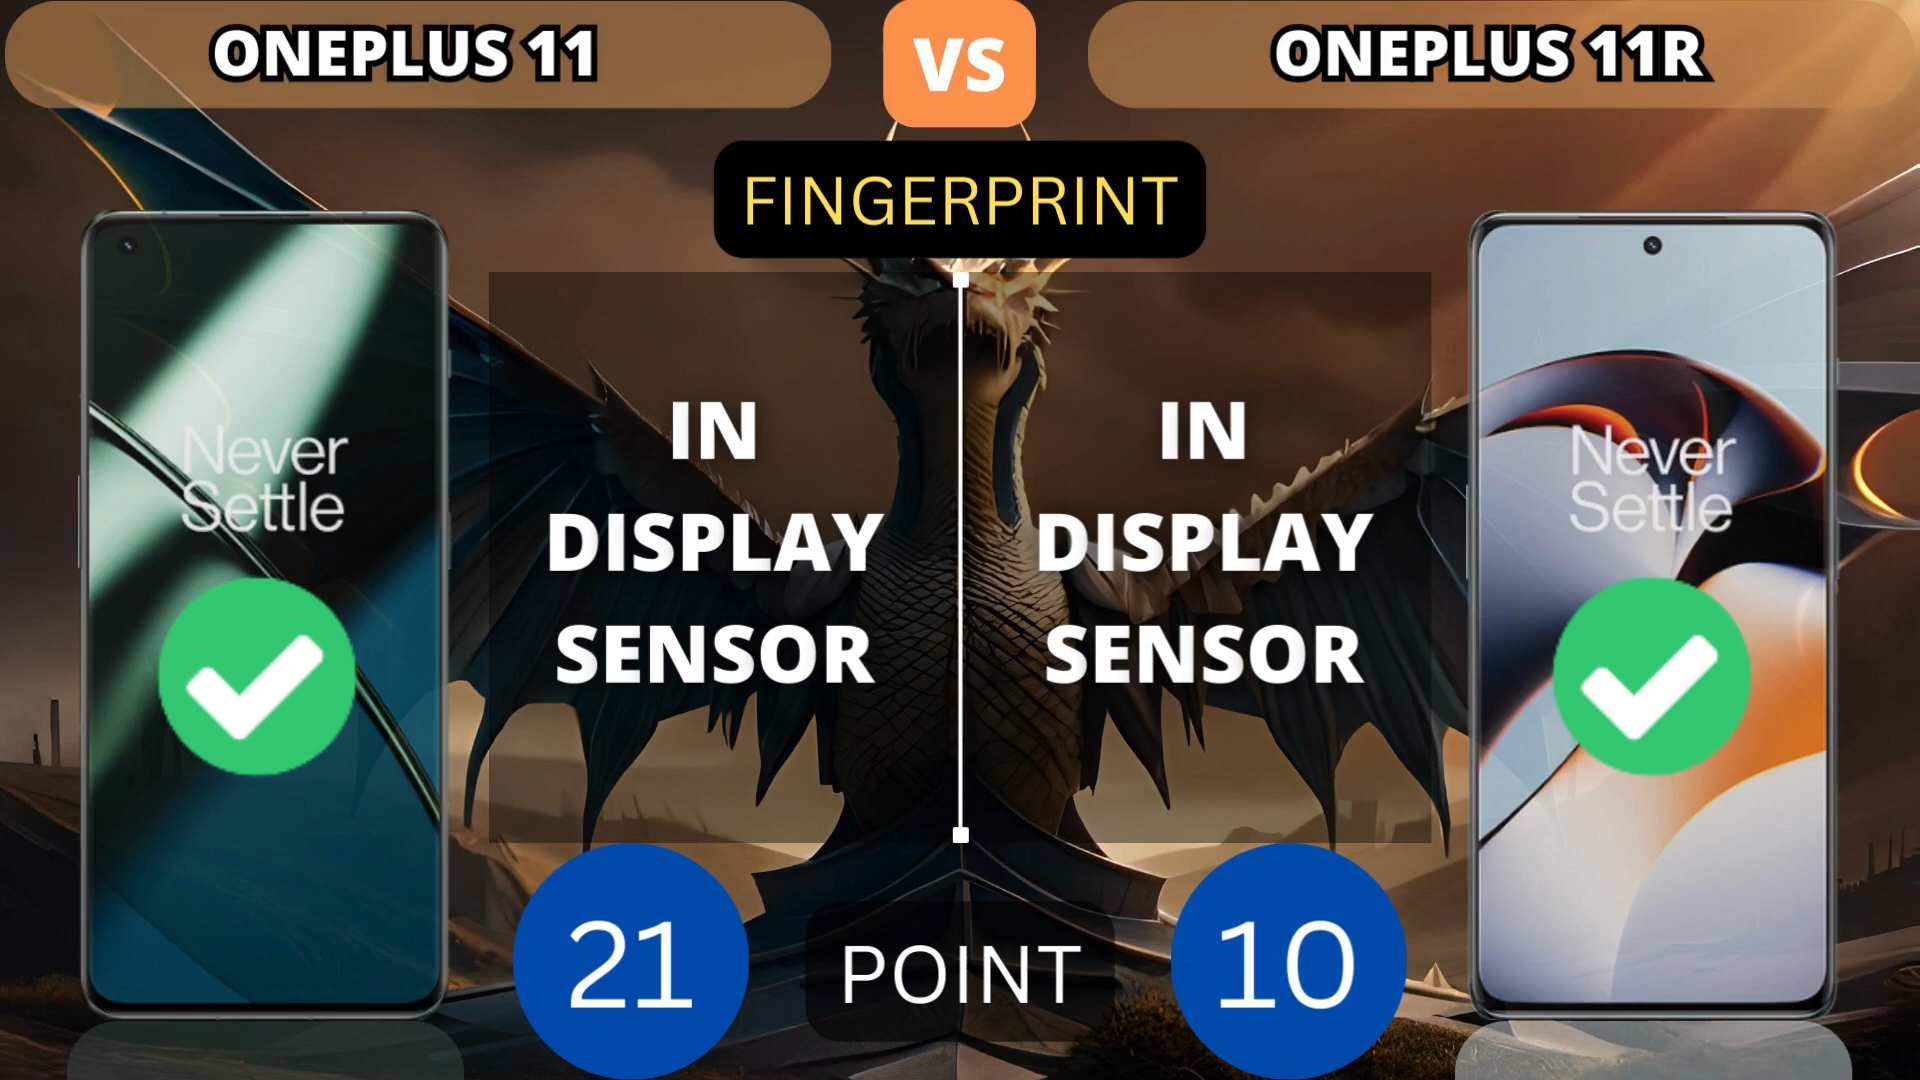 ONEPLUS 11
VS
ONEPLUS 11R
FINGERPRINT
Never
Settle
IN
DISPLAY
SENSOR
IN
DISPLAY
SENSOR
Never
Settle
21
POINT
10